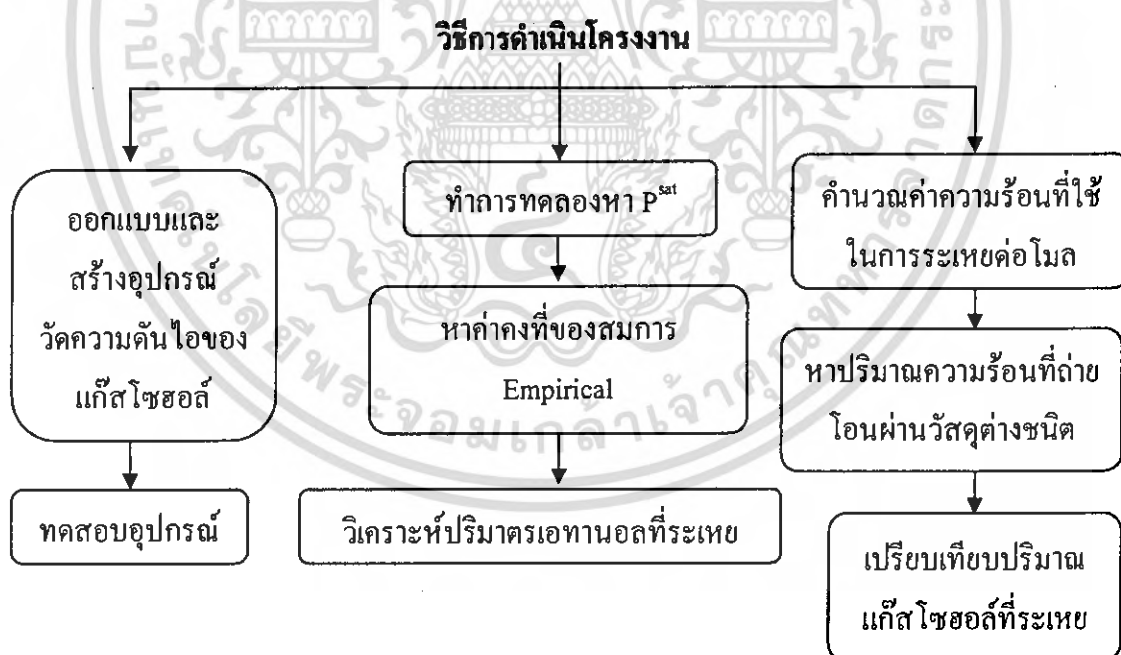 วิธีการดำเนินโครงงาน
ออกแบบและ
สร้างอุปกรณ์
วัดความดันไอของ
แก๊สโซฮอล์
ทดสอบอุปกรณ์
ทำการทดลองหา P^sat
หาค่าคงที่ของสมการ
Empirical
วิเคราะห์ปริมาตรเอทานอลที่ระเหย
คำนวณค่าความร้อนที่ใช้
ในการระเหยต่อโมล
หาปริมาณความร้อนที่ถ่าย
โอนผ่านวัสดุต่างชนิด
เปรียบเทียบปริมาณ
แก๊สโซฮอล์ที่ระเหย